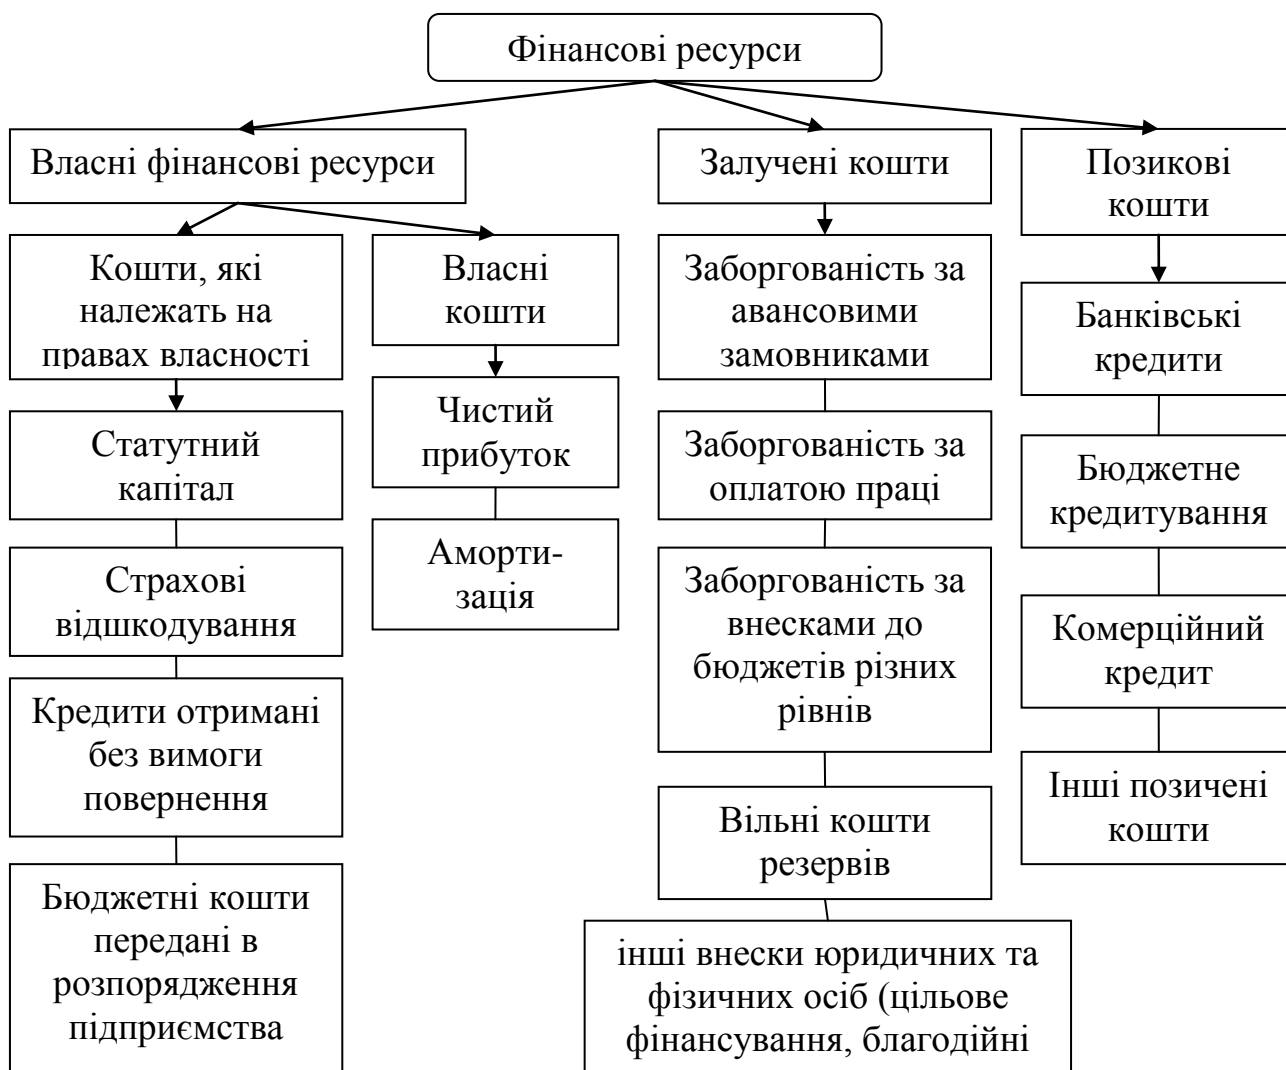 Фінансові ресурси
Власні фінансові ресурси
Кошти, які
належать на
правах власності
Статутний
капітал
Страхові
відшкодування
Кредити отримані
без вимоги
повернення
Бюджетні кошти
передані в
розпорядження
підприємства
Власні
кошти
Чистий
прибуток
Аморти-
зація
Залучені кошти
Заборгованість за
авансовими
замовниками
Заборгованість за
оплатою праці
Заборгованість за
внесками до
бюджетів різних
рівнів
Вільні кошти
резервів
інші внески юридичних та
фізичних осіб (цільове
фінансування, благодійні
Позикові
кошти
Банківські
кредити
Бюджетне
кредитування
Комерційний
кредит
Інші позичені
кошти